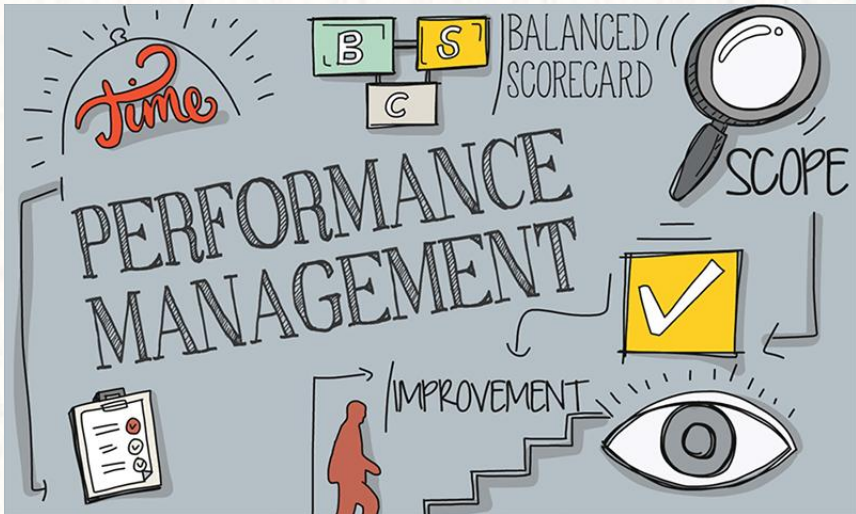 Time
B S
C
BALANCED
SCORECARD
SCOPE
PERFORMANCE
MANAGEMENT
IMPROVEMENT